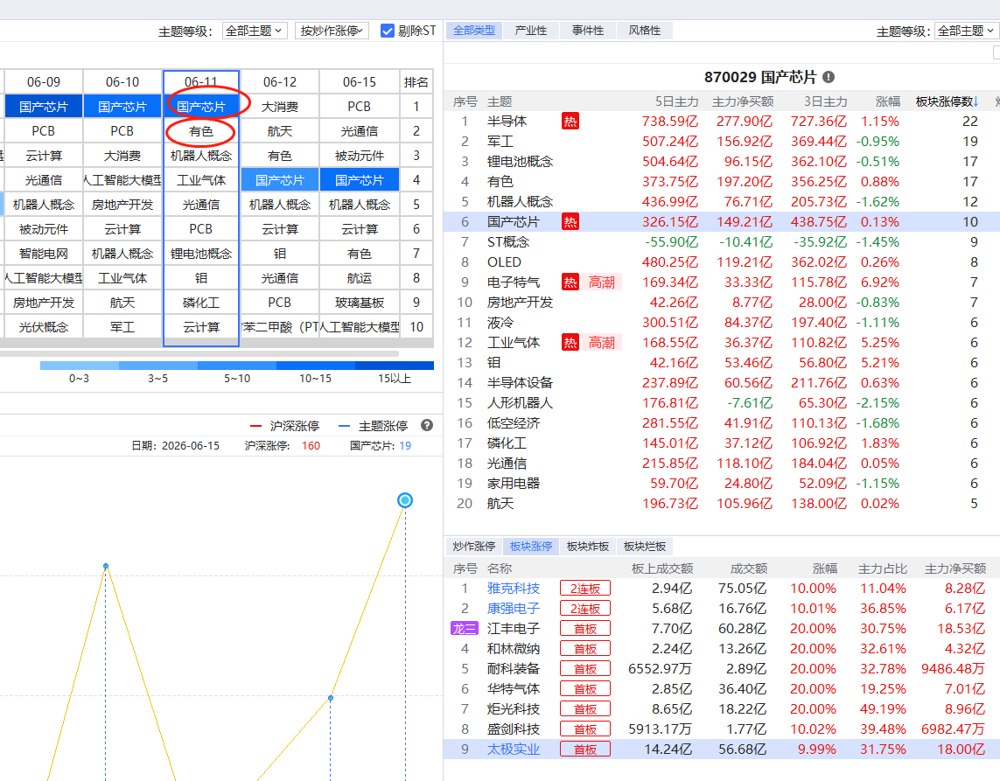 主题等级： 全部主题 按炒作涨停 剔除ST
06-09 06-10 06-11 06-12 06-15 排名
国产芯片 国产芯片 国产芯片 大消费 PCB 1
PCB PCB 有色 航天 光通信 2
云计算 大消费 机器人概念 有色 被动元件 3
光通信 人工智能大模型 工业气体 国产芯片 国产芯片 4
机器人概念 房地产开发 光通信 机器人概念 机器人概念 5
被动元件 云计算 PCB 云计算 云计算 6
智能电网 机器人概念 锂电池概念 钼 有色 7
人工智能大模型 工业气体 钼 光通信 航运 8
房地产开发 航天 磷化工 PCB 玻璃基板 9
光伏概念 军工 云计算 苯二甲酸（PT 人工智能大模型 10
0~3 3~5 5~10 10~15 15以上
沪深涨停 主题涨停 ?
日期：2026-06-15 沪深涨停: 160 国产芯片: 19
全部类型 产业性 事件性 风格性 主题等级： 全部主题
870029 国产芯片
序号 主题 5日主力 主力净买额 3日主力 涨幅 板块涨停数↓
1 半导体 热 738.59亿 277.90亿 727.36亿 1.15% 22
2 军工 507.24亿 156.92亿 369.44亿 -0.95% 19
3 锂电池概念 504.64亿 96.15亿 362.10亿 -0.51% 17
4 有色 373.75亿 197.20亿 356.25亿 0.88% 17
5 机器人概念 436.99亿 76.71亿 205.73亿 -1.62% 12
6 国产芯片 热 326.15亿 149.21亿 438.75亿 0.13% 10
7 ST概念 -55.90亿 -10.41亿 -35.92亿 -1.45% 9
8 OLED 480.25亿 119.21亿 362.02亿 0.26% 8
9 电子特气 热 高潮 169.34亿 33.33亿 115.78亿 6.92% 7
10 房地产开发 42.26亿 8.77亿 28.00亿 -0.83% 7
11 液冷 300.51亿 84.37亿 197.40亿 -1.11% 6
12 工业气体 热 高潮 168.55亿 36.37亿 110.82亿 5.25% 6
13 钼 42.16亿 53.46亿 56.80亿 5.21% 6
14 半导体设备 237.89亿 60.56亿 211.76亿 0.63% 6
15 人形机器人 176.81亿 -7.61亿 65.30亿 -2.15% 6
16 低空经济 281.55亿 41.91亿 110.13亿 -1.68% 6
17 磷化工 145.01亿 37.12亿 106.92亿 1.83% 6
18 光通信 215.85亿 118.10亿 184.04亿 0.05% 6
19 家用电器 59.70亿 24.80亿 52.09亿 -1.15% 6
20 航天 196.73亿 105.96亿 138.00亿 0.02% 5
炒作涨停 板块涨停 板块炸板 板块烂板
序号 名称 板上成交额 成交额 涨幅 主力占比 主力净买额
1 雅克科技 2连板 2.94亿 75.05亿 10.00% 11.04% 8.28亿
2 康强电子 2连板 5.68亿 16.76亿 10.01% 36.85% 6.17亿
龙三 江丰电子 首板 7.70亿 60.28亿 20.00% 30.75% 18.53亿
4 和林微纳 首板 2.24亿 13.26亿 20.00% 32.61% 4.32亿
5 耐科装备 首板 6552.97万 2.89亿 20.00% 32.78% 9486.48万
6 华特气体 首板 2.85亿 36.40亿 20.00% 19.25% 7.01亿
7 炬光科技 首板 8.65亿 18.22亿 20.00% 49.19% 8.96亿
8 盛剑科技 首板 5913.17万 1.77亿 10.02% 39.48% 6982.47万
9 太极实业 首板 14.24亿 56.68亿 9.99% 31.75% 18.00亿